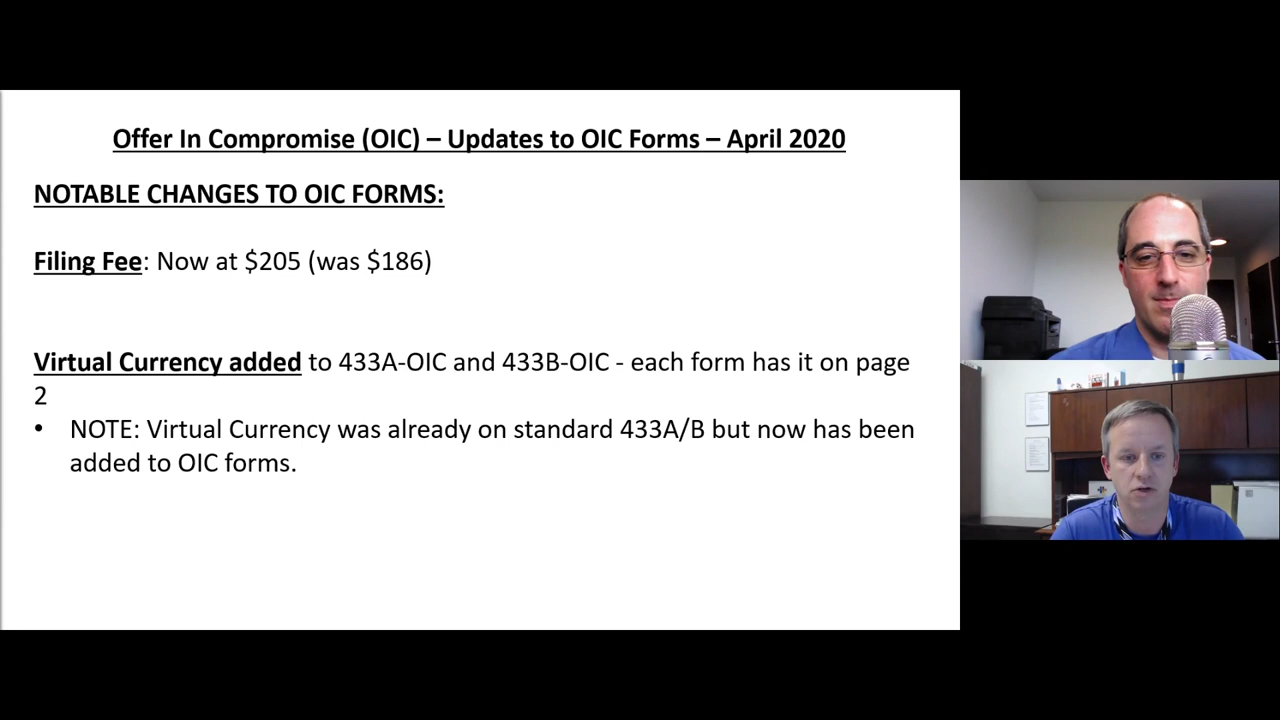 Offer In Compromise (OIC) – Updates to OIC Forms – April 2020
NOTABLE CHANGES TO OIC FORMS:
Filing Fee: Now at $205 (was $186)
Virtual Currency added to 433A-OIC and 433B-OIC - each form has it on page
2
• NOTE: Virtual Currency was already on standard 433A/B but now has been
added to OIC forms.